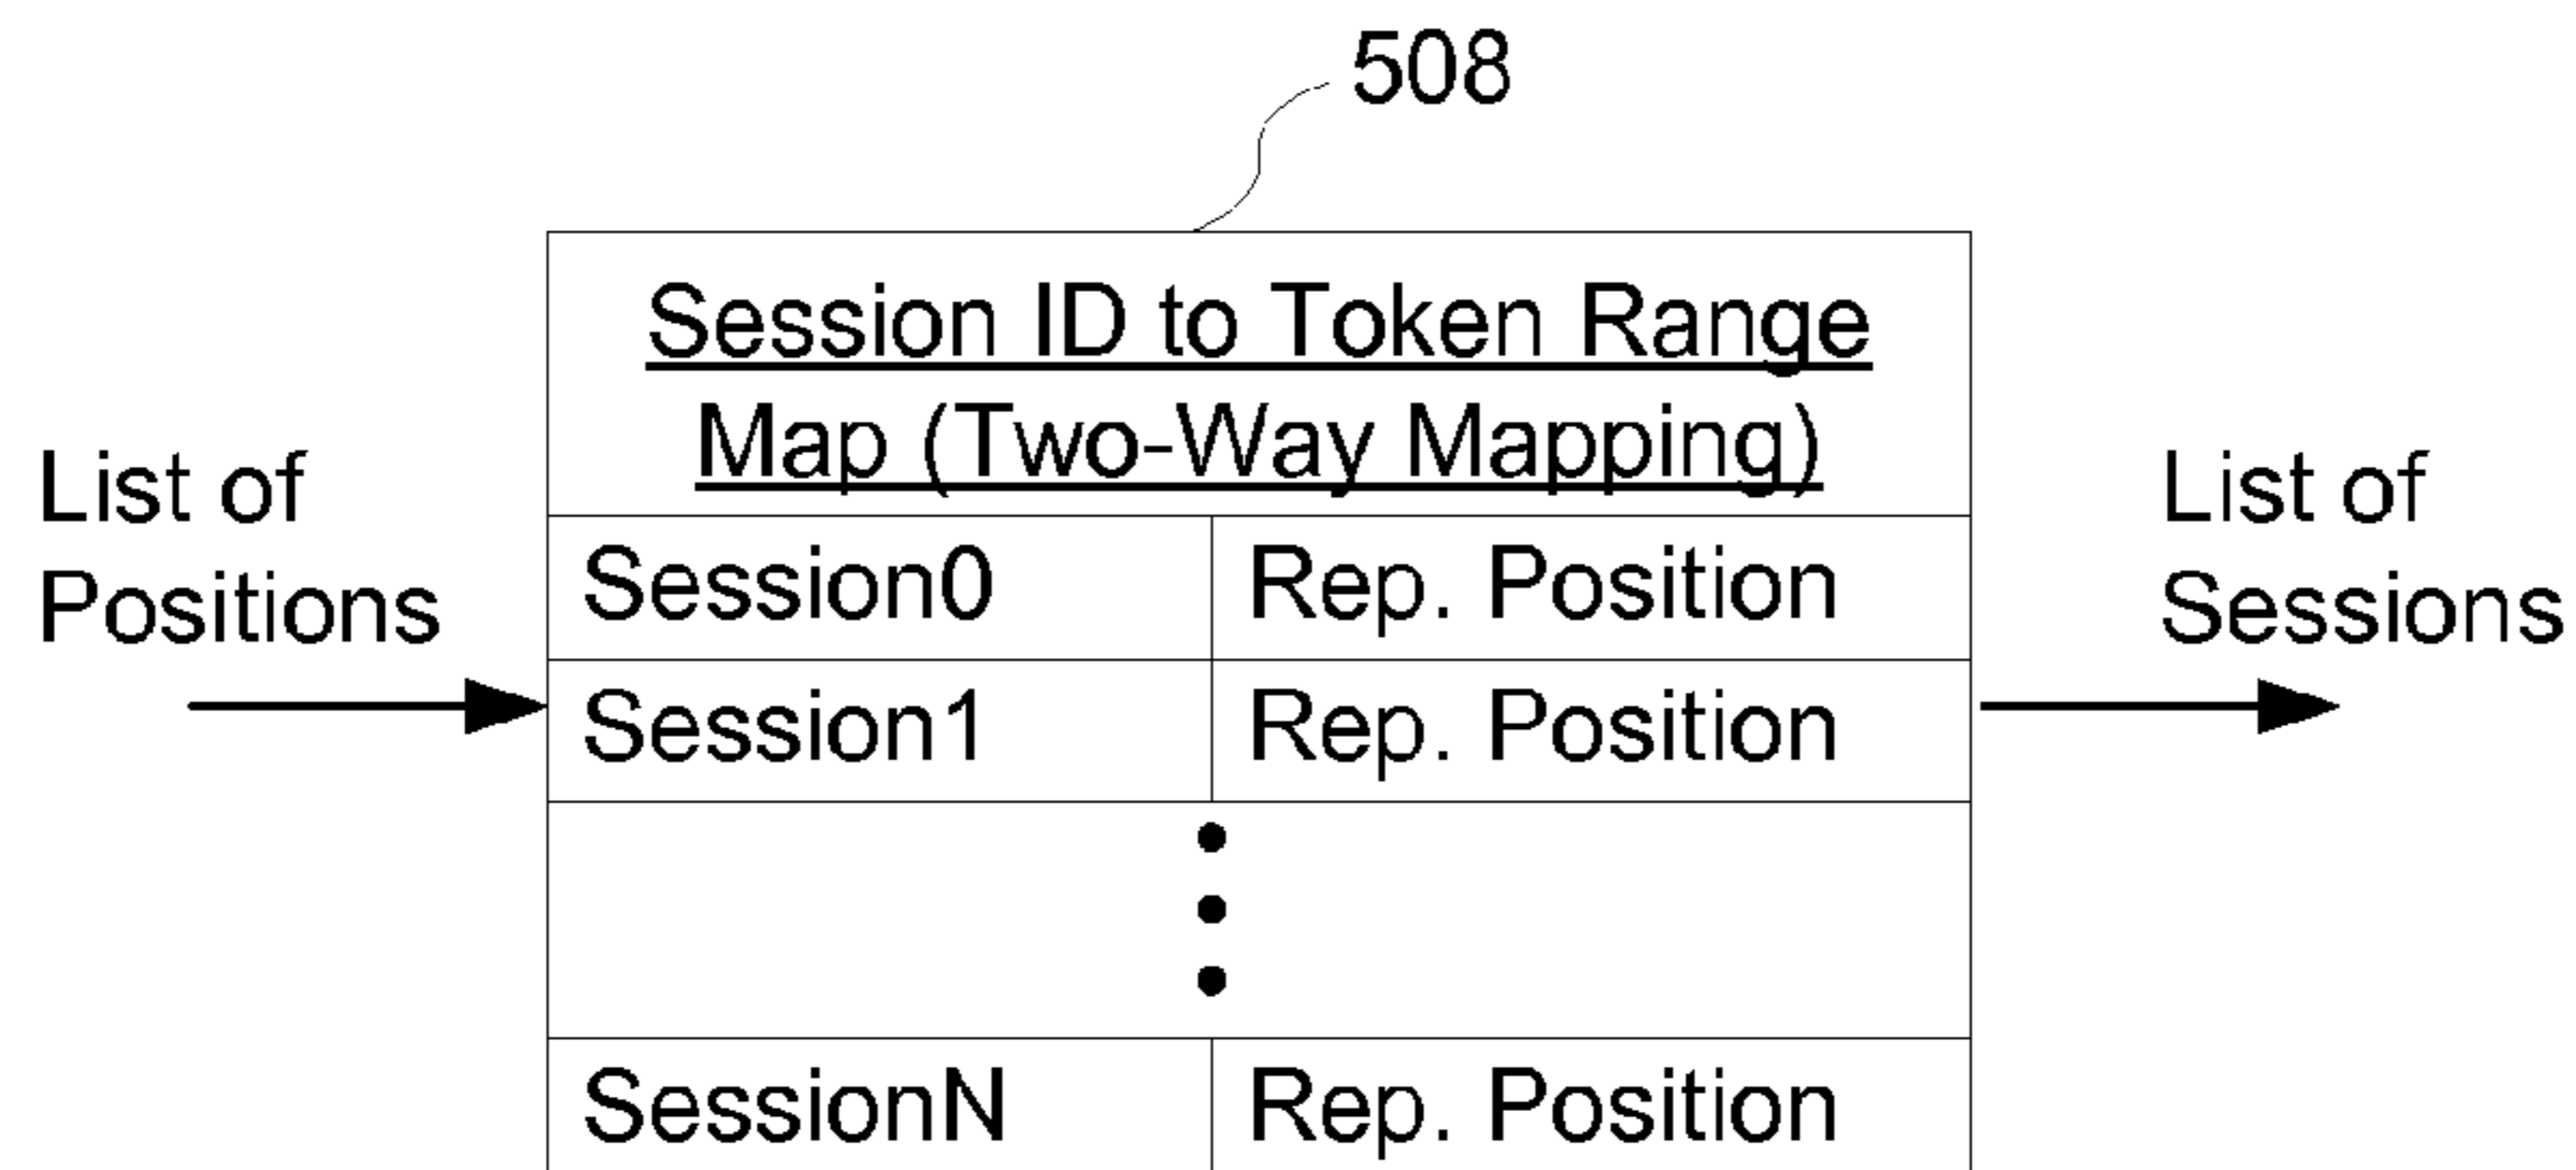 508
Session ID to Token Range
Map (Two-Way Mapping)
List of
Positions
Session0 Rep. Position
Session1 Rep. Position
SessionN Rep. Position
List of
Sessions